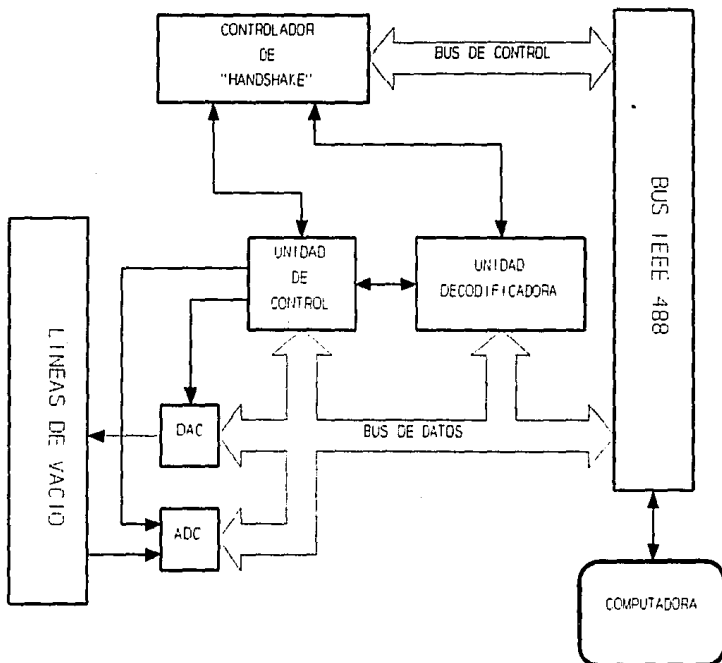 CONTROLADOR
DE
"HANDSHAKE"
BUS DE CONTROL
BUS IEEE 488
UNIDAD
DE
CONTROL
UNIDAD
DECODIFICADORA
LINEAS DE VACIO
DAC
BUS DE DATOS
ADC
COMPUTADORA